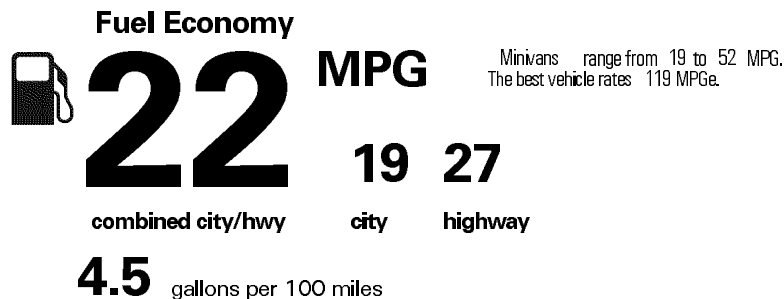 Fuel Economy
22 MPG
Minivans range from 19 to 52 MPG.
The best vehicle rates 119 MPGe.
19 27
combined city/hwy city highway
4.5 gallons per 100 miles